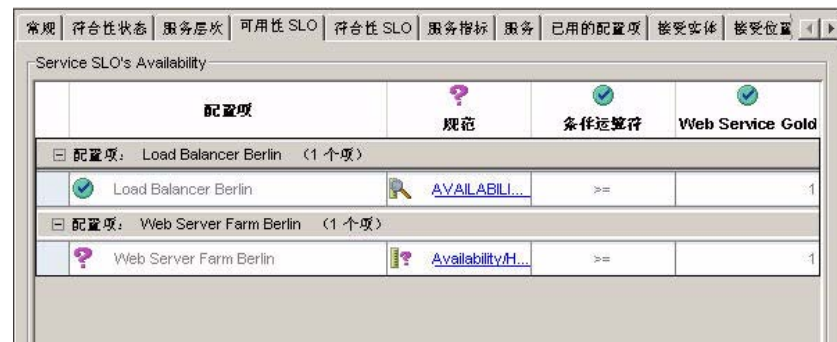 常规 符合性状态 服务层次 可用性 SLO 符合性 SLO 服务指标 服务 已用的配置项 接受实体 接受位置
Service SLO's Availability
配置项 规范 条件运算符 Web Service Gold
配置项: Load Balancer Berlin (1 个项)
Load Balancer Berlin AVAILABILI... >= 1
配置项: Web Server Farm Berlin (1 个项)
Web Server Farm Berlin Availability/H... >= 1